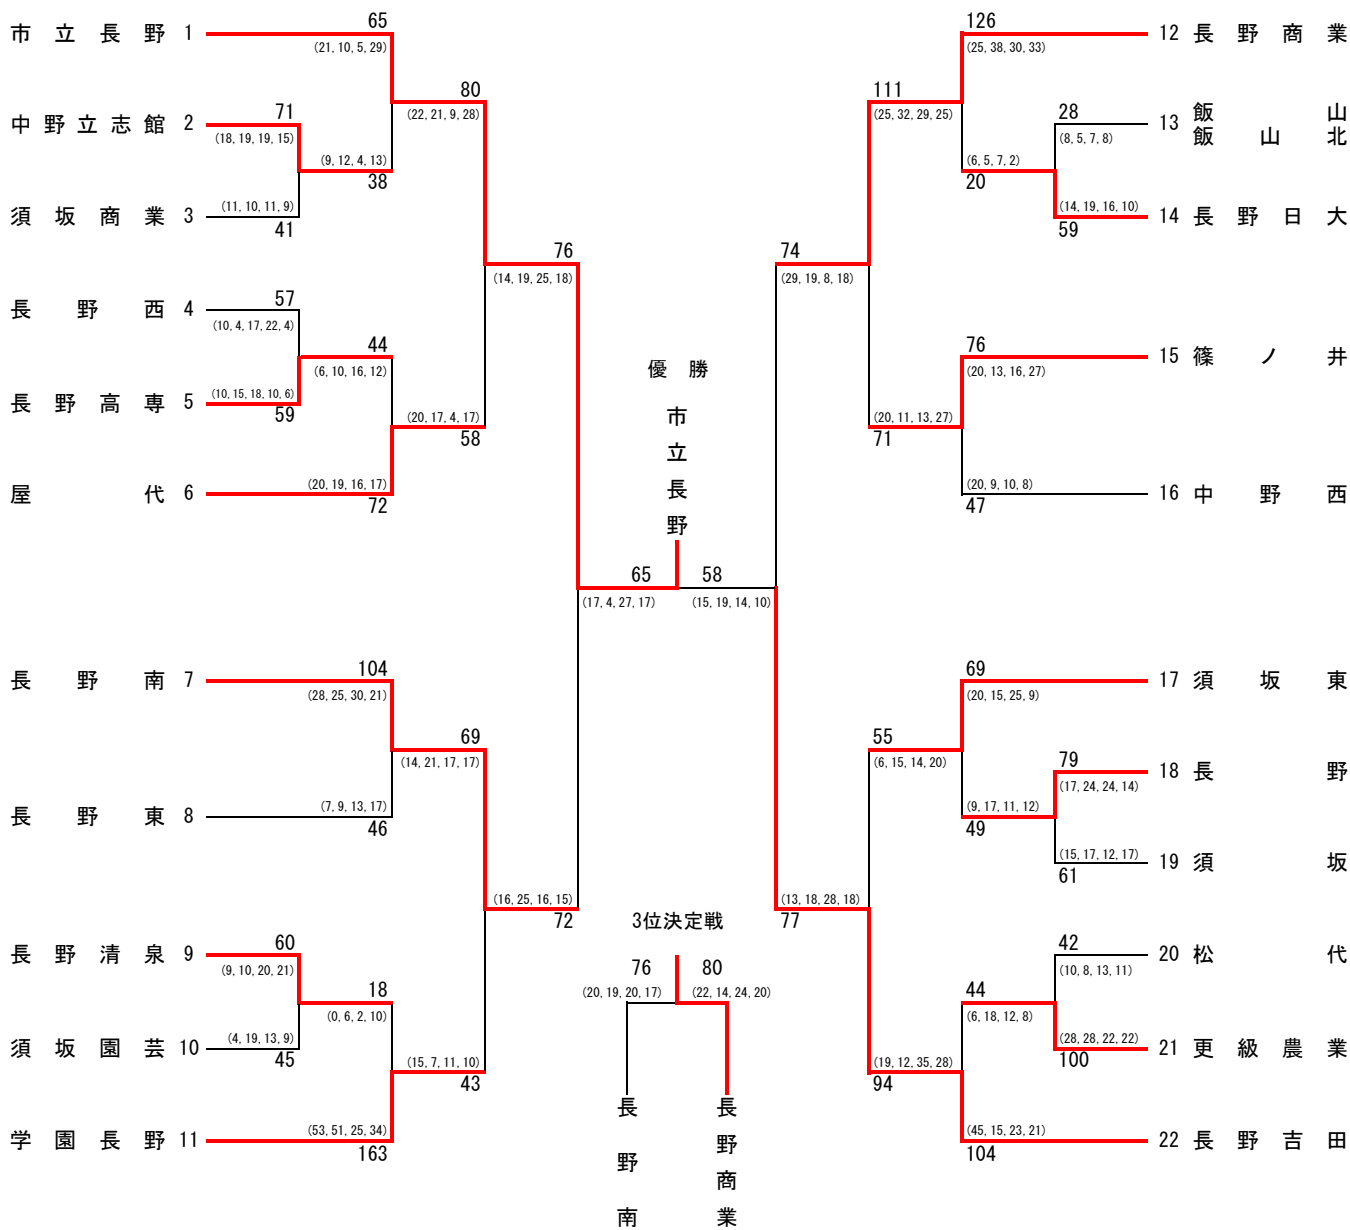 市立長野 1
65
(21, 10, 5, 29)
中野立志館 2
71
(18, 19, 19, 15)
(9, 12, 4, 13)
38
須坂商業 3
(11, 10, 11, 9)
41
80
(22, 21, 9, 28)
長野西 4
57
(10, 4, 17, 22, 4)
44
(6, 10, 16, 12)
長野高専 5
(10, 15, 18, 10, 6)
59
(20, 17, 4, 17)
58
屋代 6
(20, 19, 16, 17)
72
76
(14, 19, 25, 18)
長野南 7
104
(28, 25, 30, 21)
69
(14, 21, 17, 17)
長野東 8
(7, 9, 13, 17)
46
(16, 25, 16, 15)
72
長野清泉 9
60
(9, 10, 20, 21)
18
(0, 6, 2, 10)
須坂園芸 10
(4, 19, 13, 9)
45
(15, 7, 11, 10)
43
学園長野 11
(53, 51, 25, 34)
163
優勝
市立長野
65
(17, 4, 27, 17)
58
(15, 19, 14, 10)
3位決定戦
76
(20, 19, 20, 17)
80
(22, 14, 24, 20)
長野南
長野商業
126
(25, 38, 30, 33)
12 長野商業
111
(25, 32, 29, 25)
28
(8, 5, 7, 8)
13 飯山
飯山北
(6, 5, 7, 2)
20
(14, 19, 16, 10)
59
14 長野日大
74
(29, 19, 8, 18)
76
(20, 13, 16, 27)
15 篠ノ井
(20, 11, 13, 27)
71
(20, 9, 10, 8)
47
16 中野西
69
(20, 15, 25, 9)
17 須坂東
55
(6, 15, 14, 20)
79
(17, 24, 24, 14)
18 長野
(9, 17, 11, 12)
49
(15, 17, 12, 17)
61
19 須坂
(13, 18, 28, 18)
77
42
(10, 8, 13, 11)
20 松代
44
(6, 18, 12, 8)
(28, 28, 22, 22)
100
21 更級農業
(19, 12, 35, 28)
94
(45, 15, 23, 21)
104
22 長野吉田